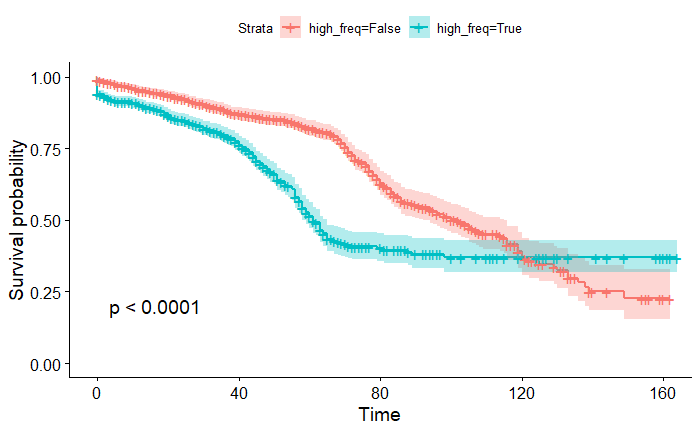 Strata high_freq=False high_freq=True
Survival probability
1.00
0.75
0.50
0.25
0.00
p < 0.0001
0 40 80 120 160
Time